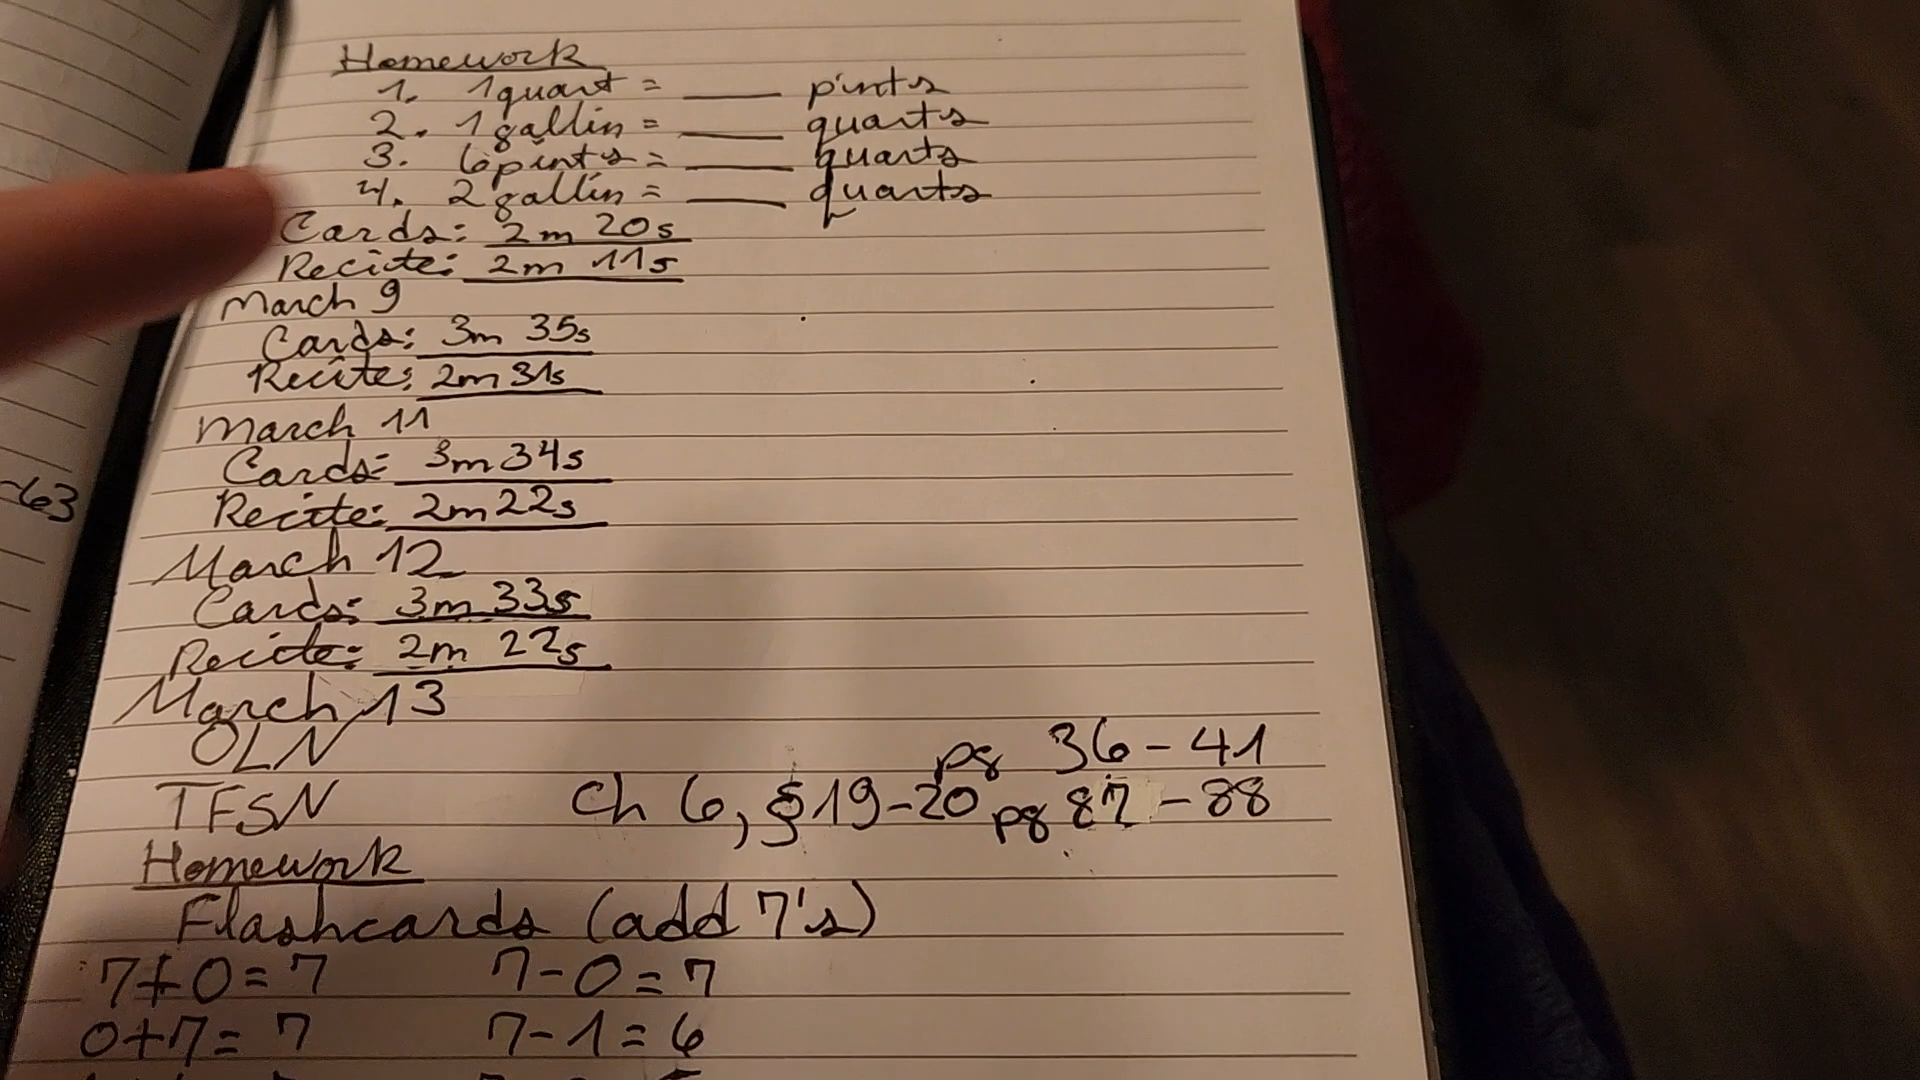 Homework
1. 1 quart = ____ pints
2. 1 gallin = ____ quarts
3. 6 pints = ____ quarts
4. 2 gallin = ____ quarts
Cards: 2m 20s
Recite: 2m 11s
March 9
Cards: 3m 35s
Recite: 2m 31s
March 11
Cards: 3m 34s
Recite: 2m 22s
-63
March 12
Cards: 3m 33s
Recite: 2m 22s
March 13
OLN pg 36-41
TFSN Ch 6, §19-20 pg 87-88
Homework
Flashcards (add 7's)
7+0=7 7-0=7
0+7=7 7-1=6